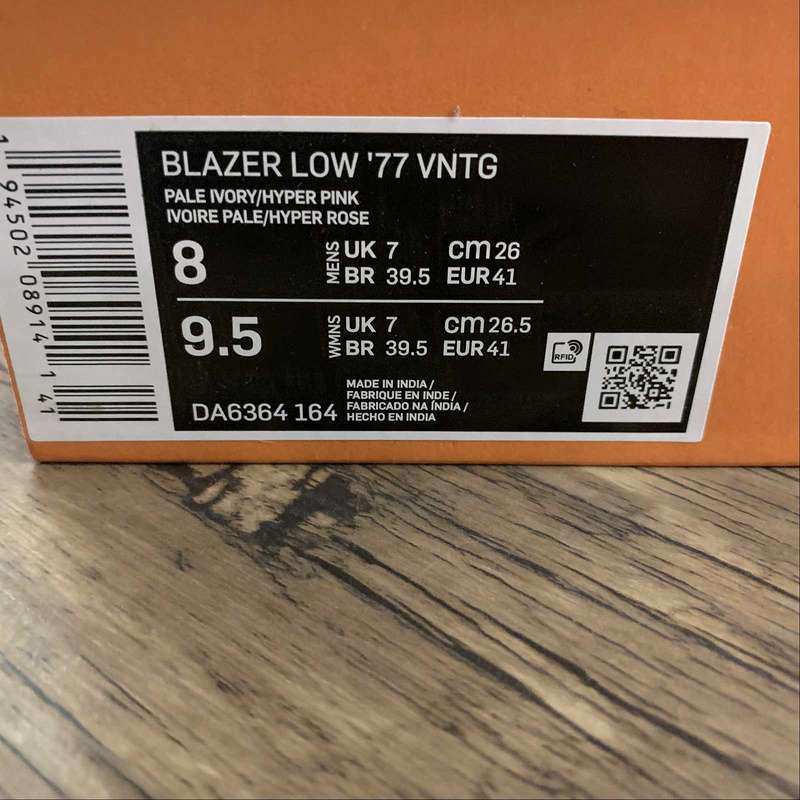 1 94502 08914 1 41
BLAZER LOW '77 VNTG
PALE IVORY/HYPER PINK
IVOIRE PALE/HYPER ROSE
8 MENS UK 7 cm 26
BR 39.5 EUR 41
9.5 WMNS UK 7 cm 26.5
BR 39.5 EUR 41
RFID
DA6364 164
MADE IN INDIA /
FABRIQUE EN INDE /
FABRICADO NA ÍNDIA /
HECHO EN INDIA